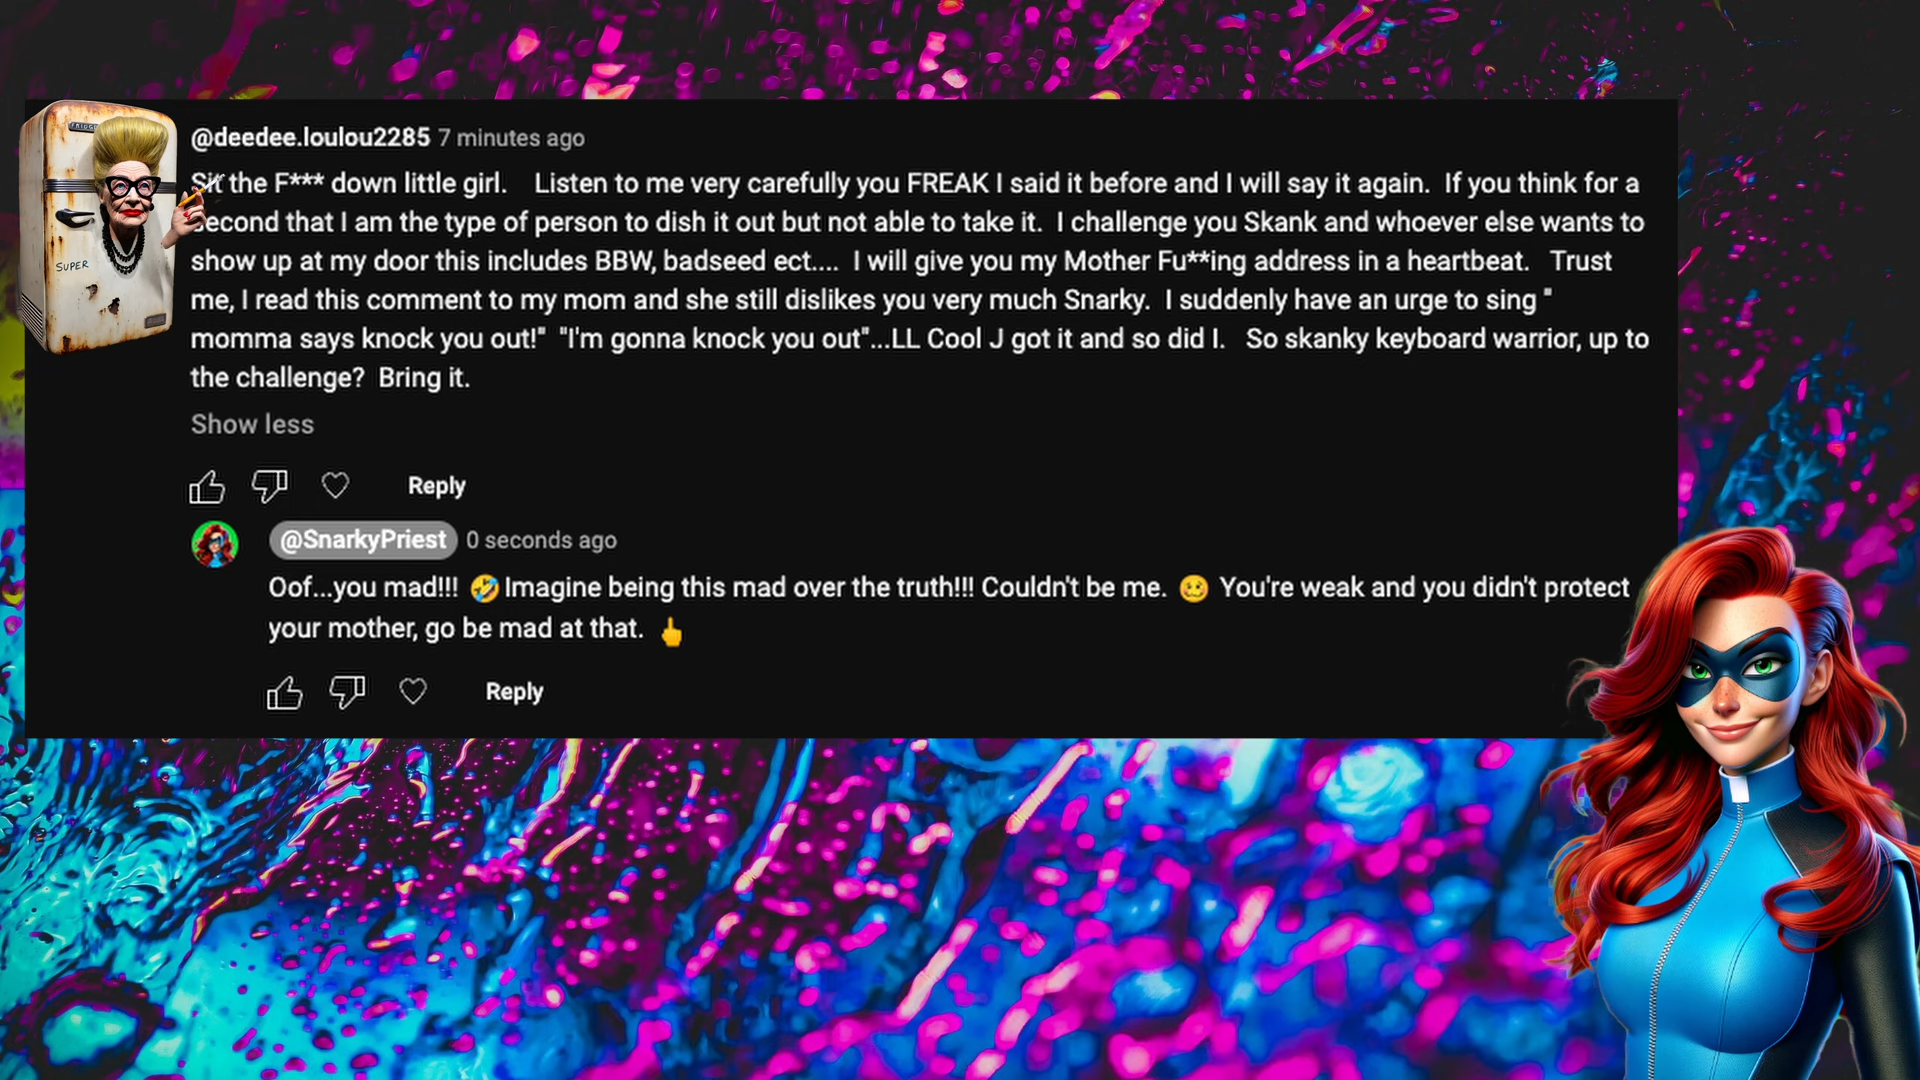 FRIDG
SUPER
@deedee.loulou2285 7 minutes ago
Sit the F*** down little girl. Listen to me very carefully you FREAK I said it before and I will say it again. If you think for a
second that I am the type of person to dish it out but not able to take it. I challenge you Skank and whoever else wants to
show up at my door this includes BBW, badseed ect.... I will give you my Mother Fu**ing address in a heartbeat. Trust
me, I read this comment to my mom and she still dislikes you very much Snarky. I suddenly have an urge to sing "
momma says knock you out!" "I'm gonna knock you out"...LL Cool J got it and so did I. So skanky keyboard warrior, up to
the challenge? Bring it.
Show less
Reply
@SnarkyPriest 0 seconds ago
Oof...you mad!!! 🤣 Imagine being this mad over the truth!!! Couldn't be me. 🥴 You're weak and you didn't protect
your mother, go be mad at that. 🖕
Reply